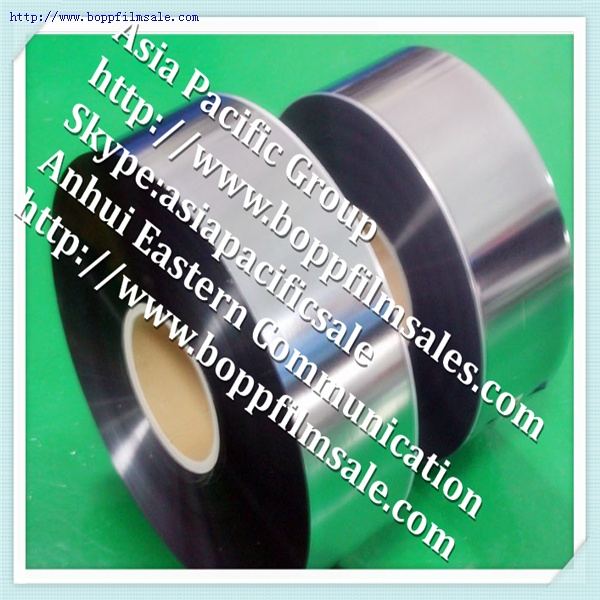 http://www.boppfilmsale.com
Asia Pacific Group
http://www.boppfilmsales.com
Skype:asiapacificsale
Anhui Eastern Communication
http://www.boppfilmsale.com